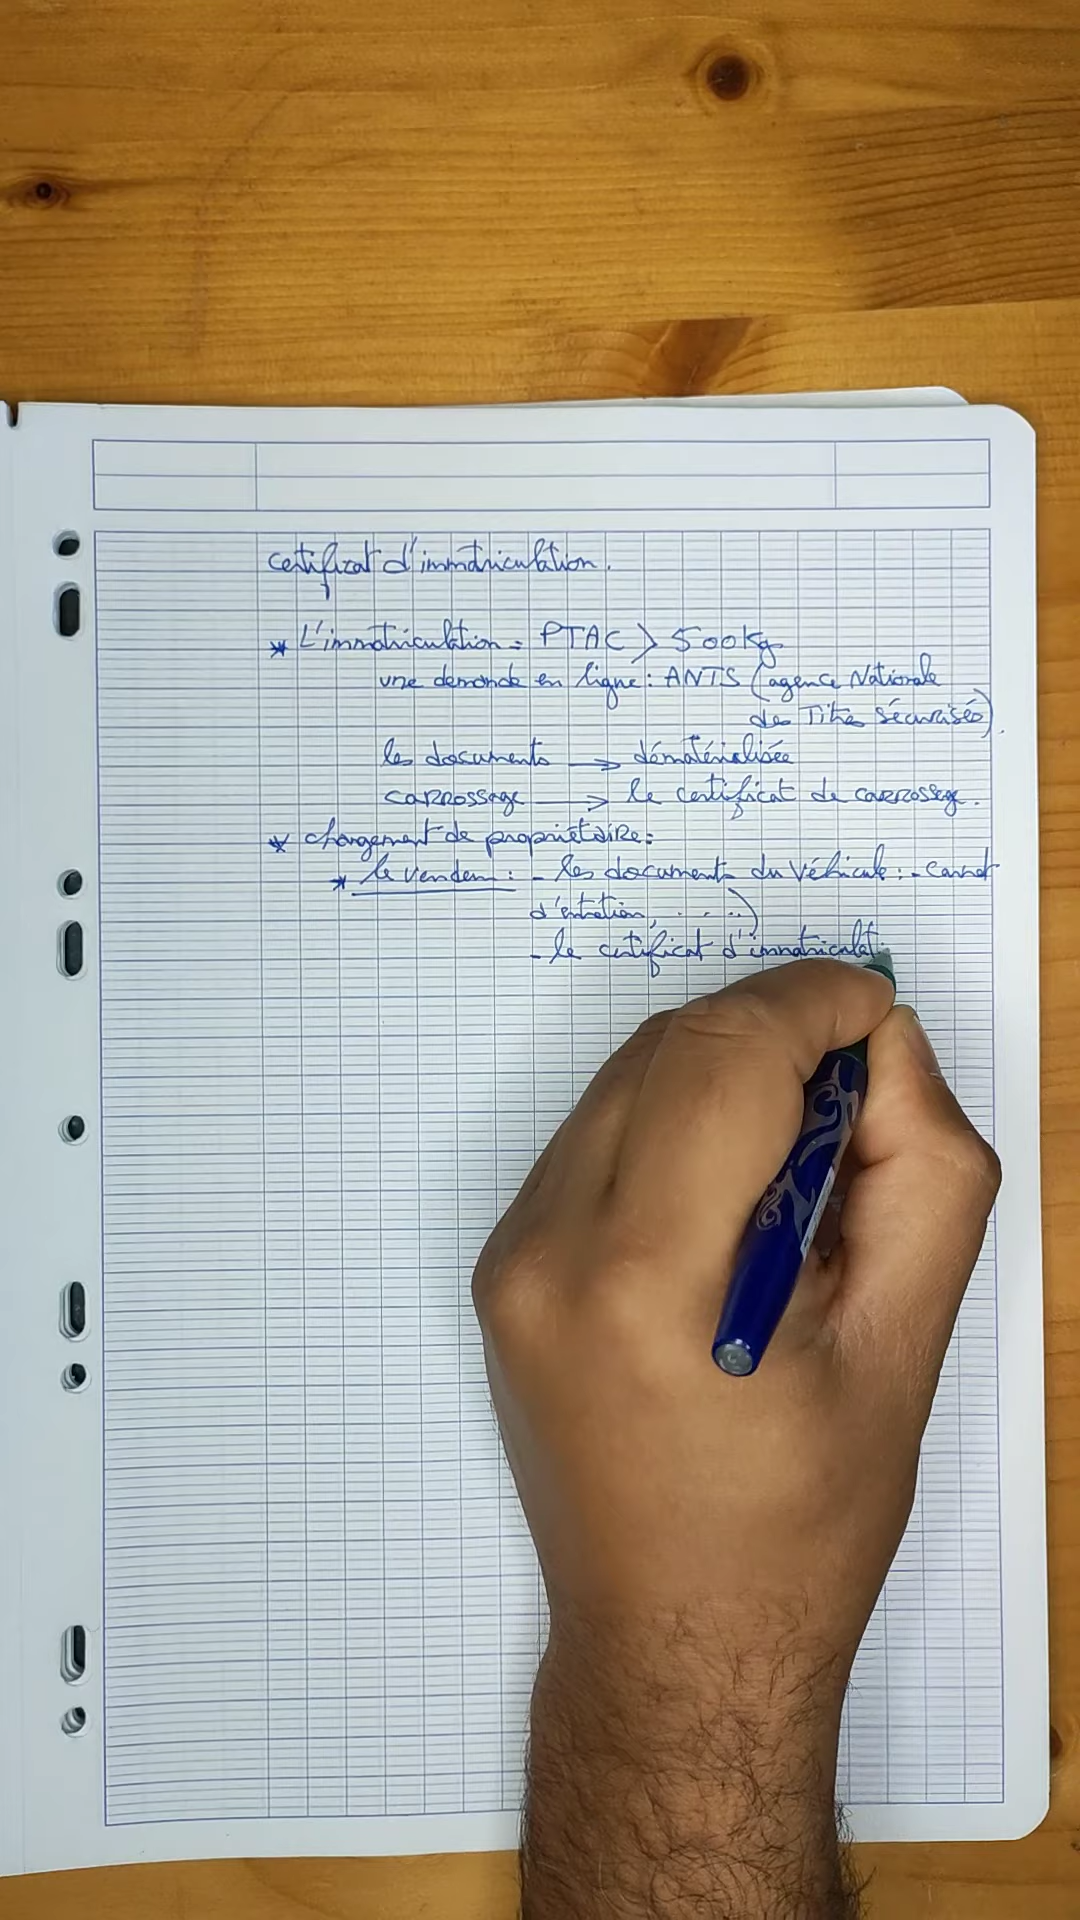 Certificat d'immatriculation.
* L'immatriculation = PTAC > 500kg
une demande en ligne : ANTS (agence Nationale
des Titres sécurisés).
les documents → dématérialisée
carrossage → le certificat de carrossage.
* changement de propriétaire :
* le vendeur : - les documents du véhicule : - carnet
d'entretien, .....)
- le certificat d'immatriculati